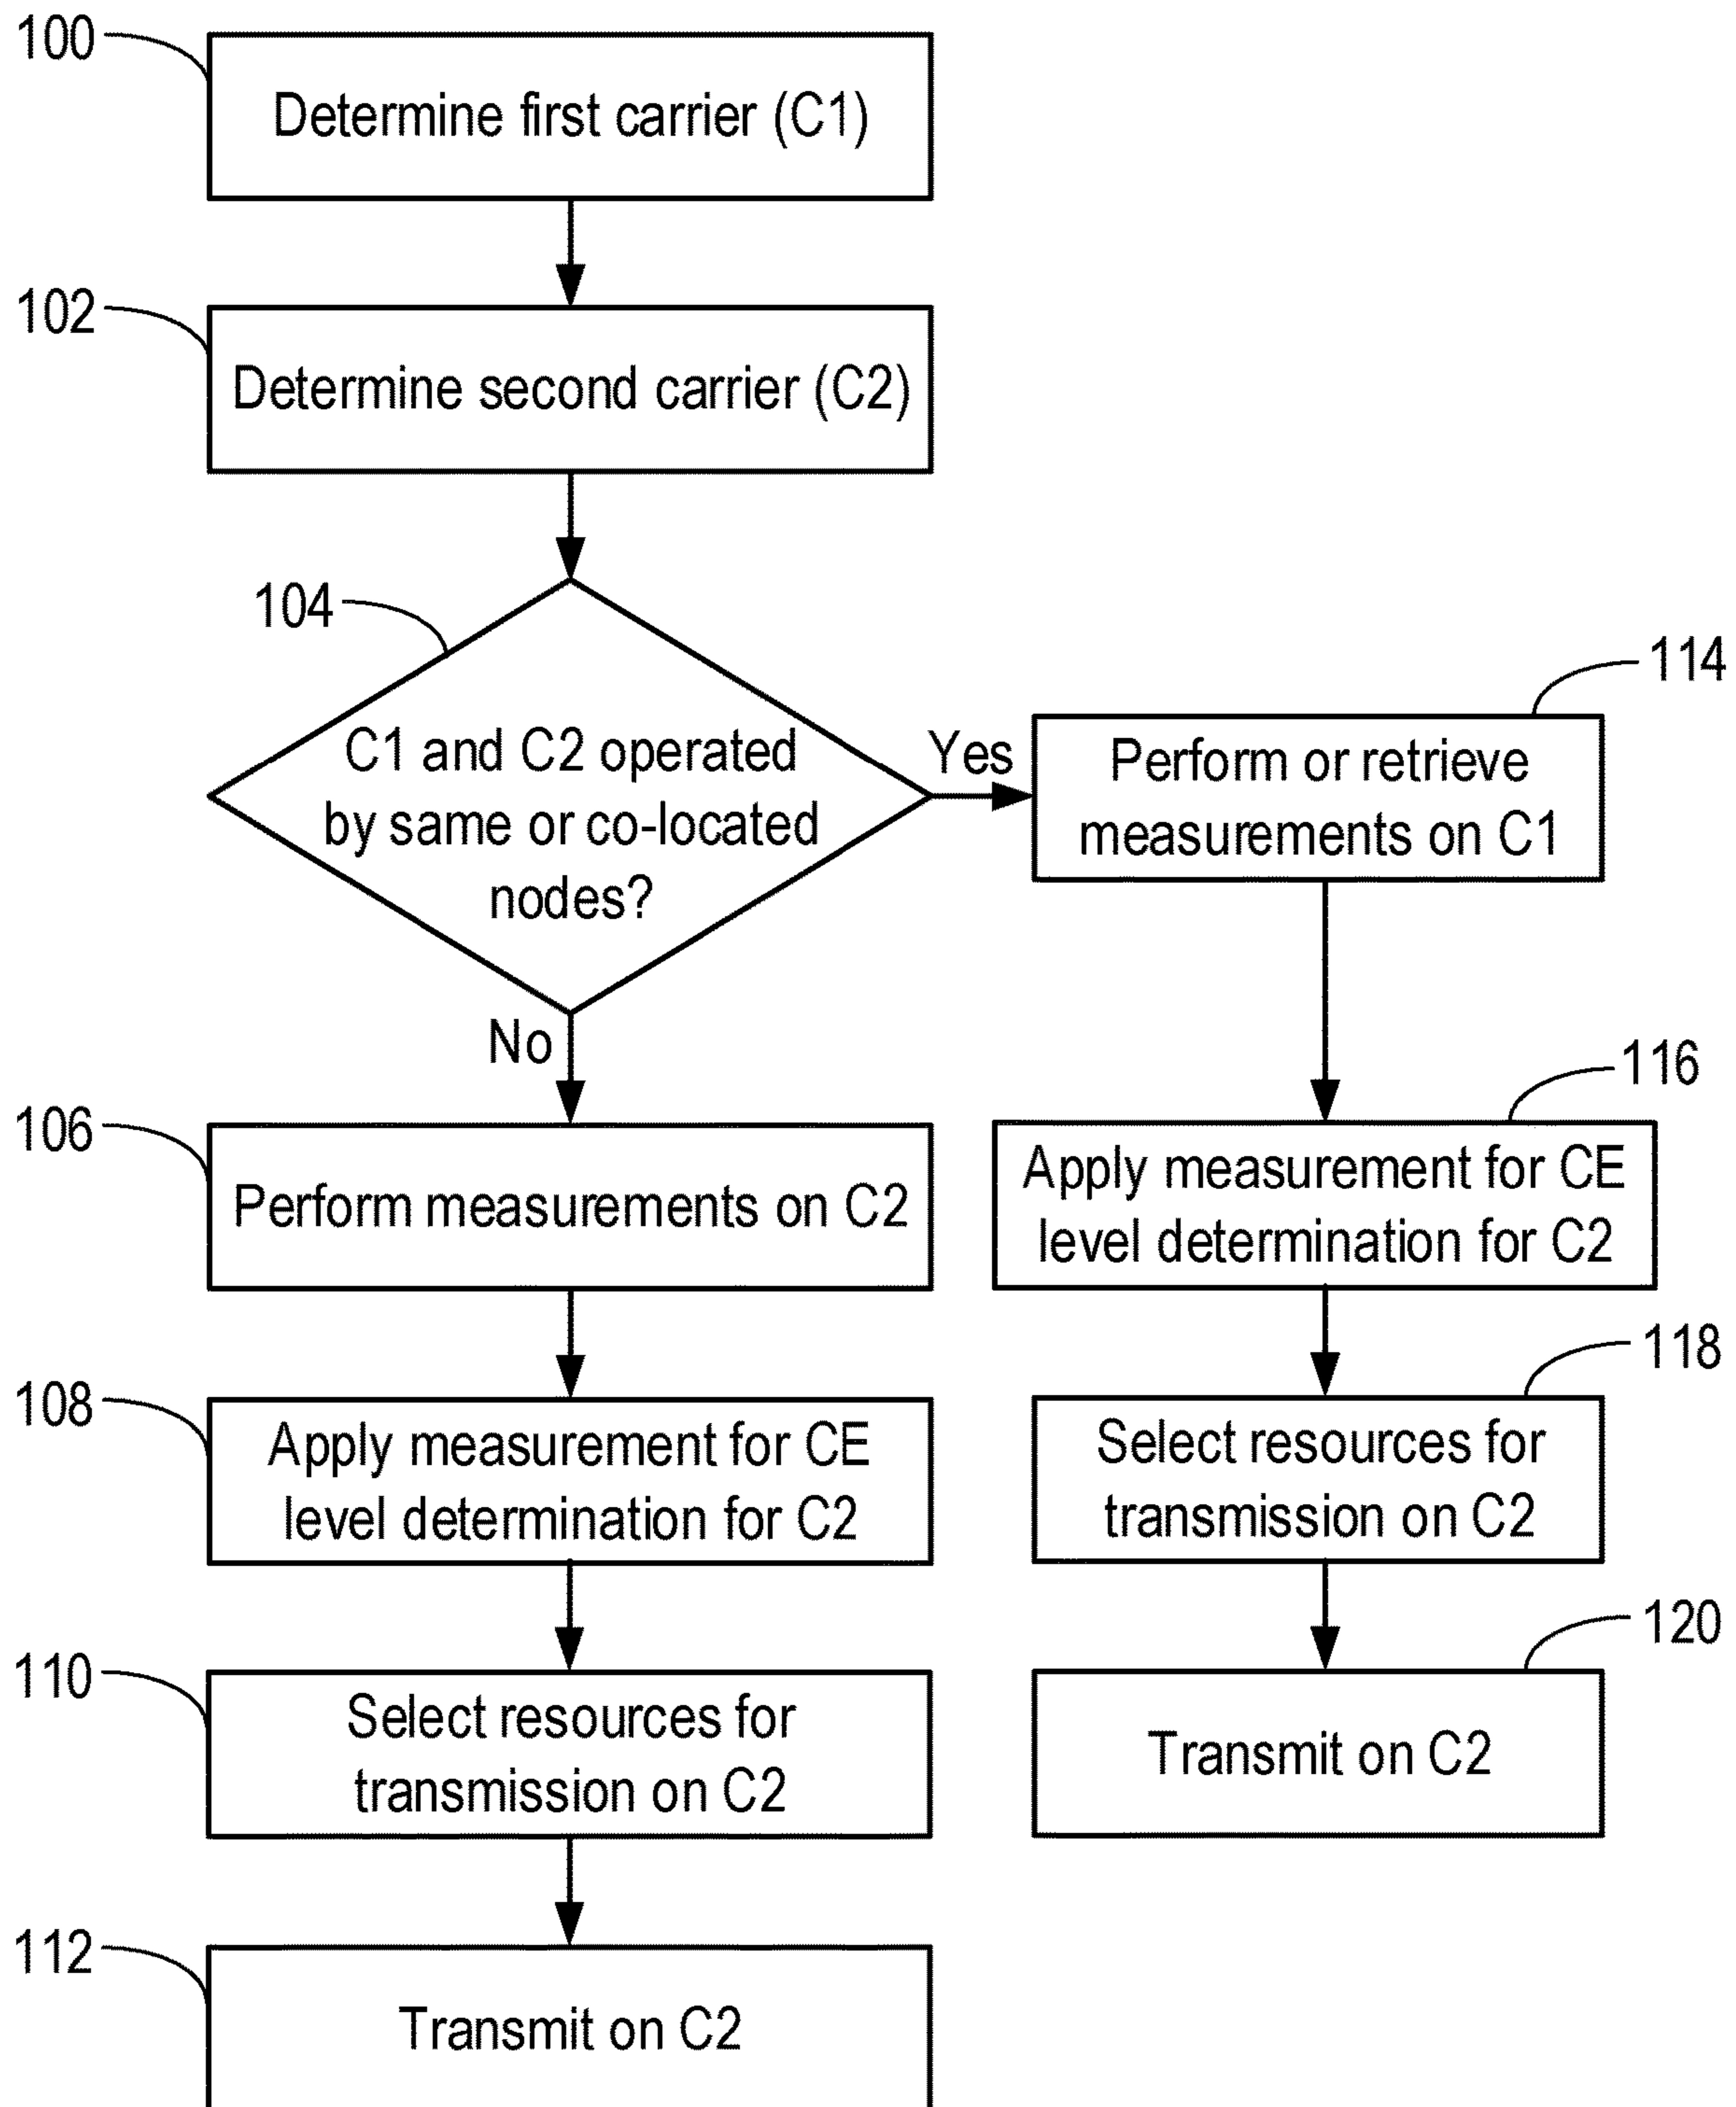 100
Determine first carrier (C1)
102
Determine second carrier (C2)
104
C1 and C2 operated
by same or co-located
nodes?
Yes
No
114
Perform or retrieve
measurements on C1
106
Perform measurements on C2
116
Apply measurement for CE
level determination for C2
108
Apply measurement for CE
level determination for C2
118
Select resources for
transmission on C2
110
Select resources for
transmission on C2
120
Transmit on C2
112
Transmit on C2